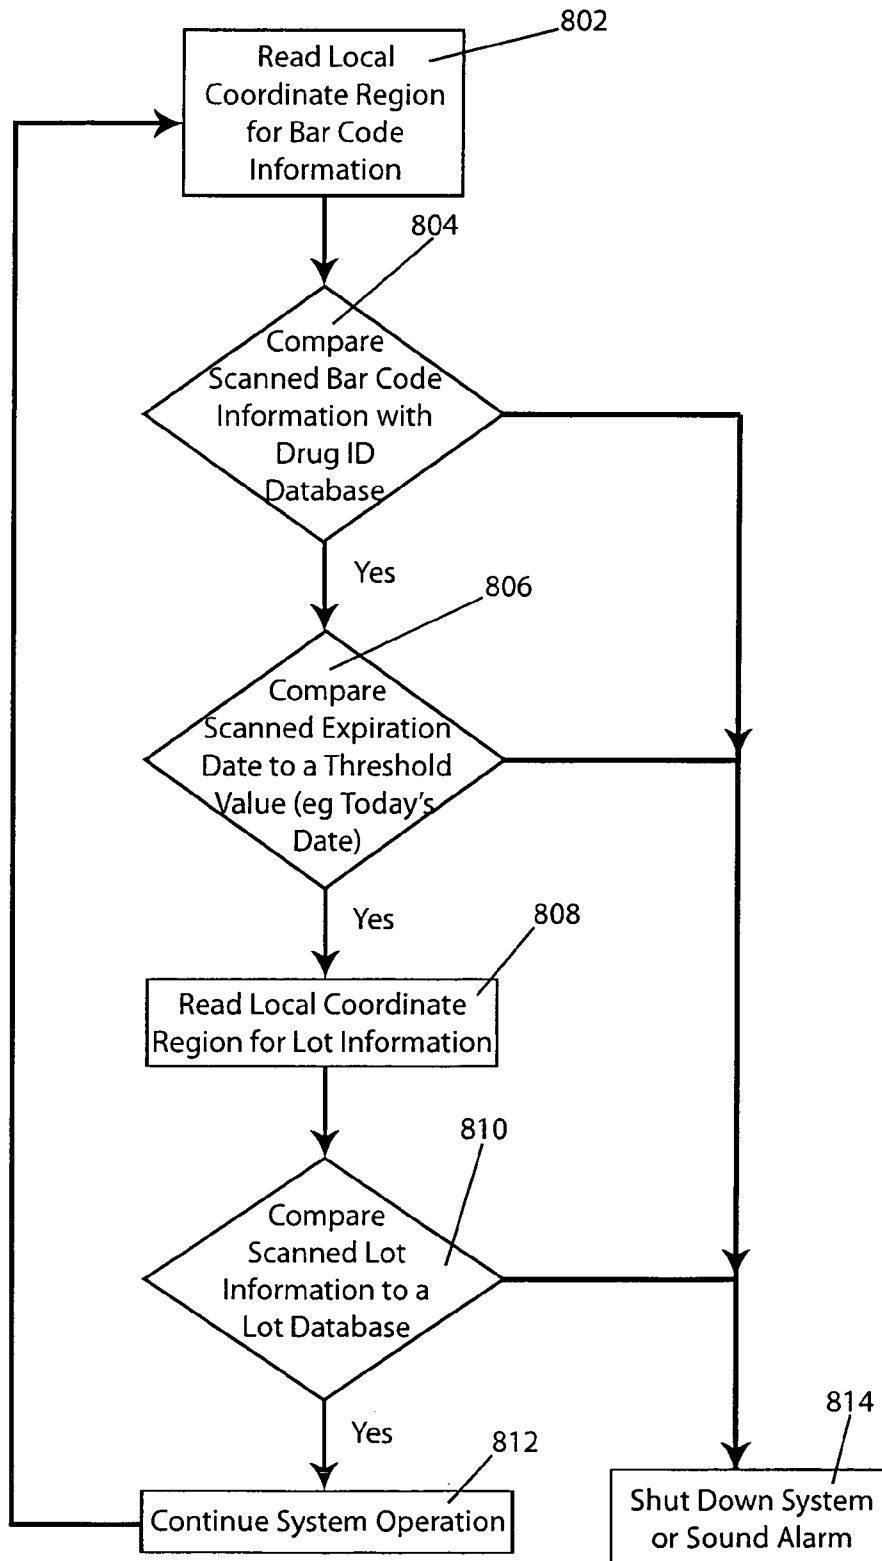 802
Read Local
Coordinate Region
for Bar Code
Information
804
Compare
Scanned Bar Code
Information with
Drug ID
Database
Yes
806
Compare
Scanned Expiration
Date to a Threshold
Value (eg Today's
Date)
Yes
808
Read Local Coordinate
Region for Lot Information
810
Compare
Scanned Lot
Information to a
Lot Database
Yes
812
Continue System Operation
814
Shut Down System
or Sound Alarm